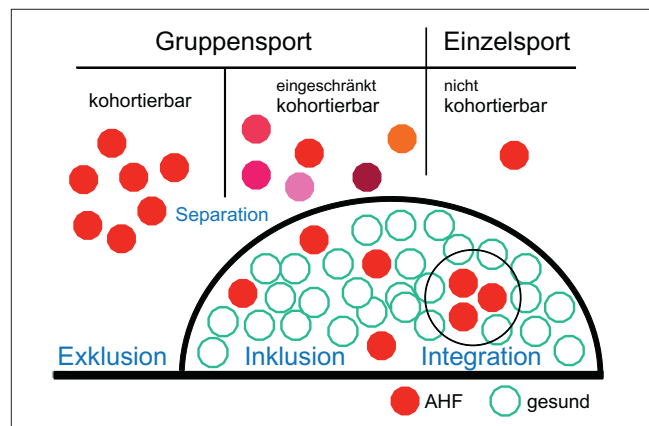 Gruppensport
Einzelsport
kohortierbar
eingeschränkt
kohortierbar
nicht
kohortierbar
Separation
Exklusion
Inklusion
Integration
AHF
gesund